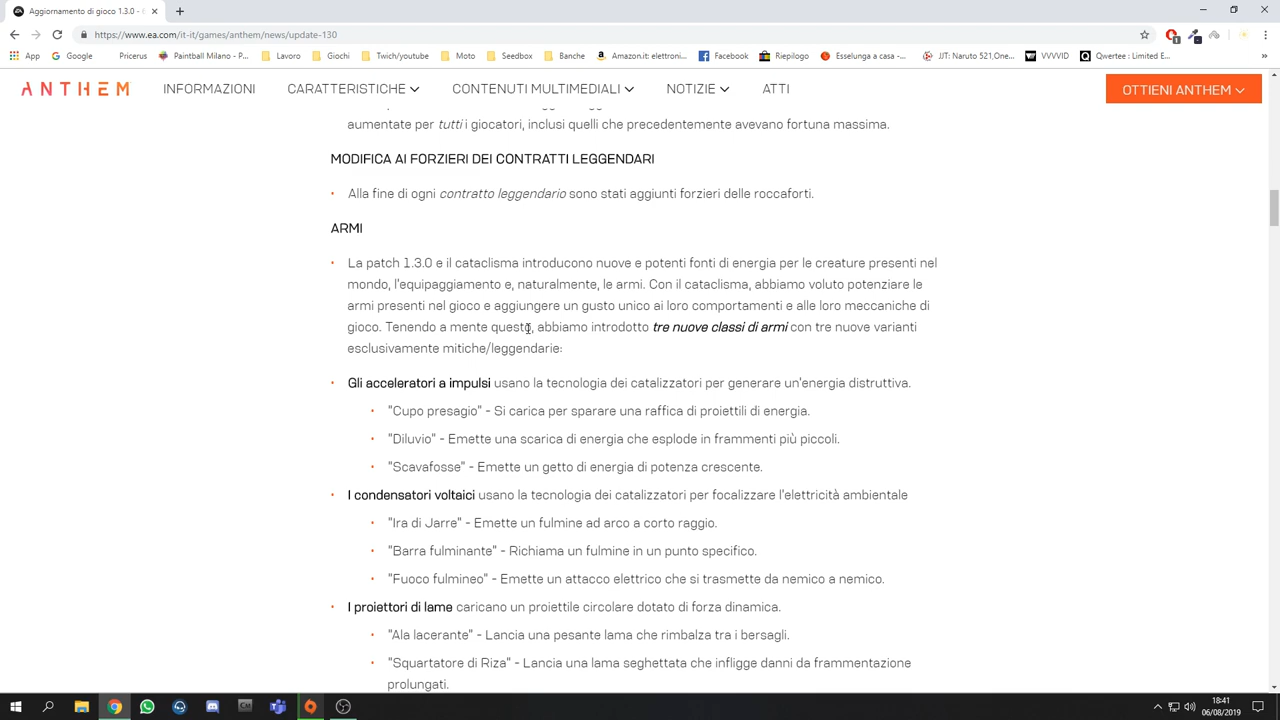 Aggiornamento di gioco 1.3.0 - F
https://www.ea.com/it-it/games/anthem/news/update-130
App Google Pricerus Paintball Milano - P... Lavoro Giochi Twich/youtube Moto Seedbox Banche Amazon.it: elettroni... Facebook Riepilogo Esselunga a casa -... JJT: Naruto 521,One... VVVVID Qwertee : Limited E... »
ANTHEM INFORMAZIONI CARATTERISTICHE CONTENUTI MULTIMEDIALI NOTIZIE ATTI OTTIENI ANTHEM
aumentate per tutti i giocatori, inclusi quelli che precedentemente avevano fortuna massima.
MODIFICA AI FORZIERI DEI CONTRATTI LEGGENDARI
• Alla fine di ogni contratto leggendario sono stati aggiunti forzieri delle roccaforti.
ARMI
• La patch 1.3.0 e il cataclisma introducono nuove e potenti fonti di energia per le creature presenti nel
mondo, l'equipaggiamento e, naturalmente, le armi. Con il cataclisma, abbiamo voluto potenziare le
armi presenti nel gioco e aggiungere un gusto unico ai loro comportamenti e alle loro meccaniche di
gioco. Tenendo a mente questo, abbiamo introdotto tre nuove classi di armi con tre nuove varianti
esclusivamente mitiche/leggendarie:
• Gli acceleratori a impulsi usano la tecnologia dei catalizzatori per generare un'energia distruttiva.
• "Cupo presagio" - Si carica per sparare una raffica di proiettili di energia.
• "Diluvio" - Emette una scarica di energia che esplode in frammenti più piccoli.
• "Scavafosse" - Emette un getto di energia di potenza crescente.
• I condensatori voltaici usano la tecnologia dei catalizzatori per focalizzare l'elettricità ambientale
• "Ira di Jarre" - Emette un fulmine ad arco a corto raggio.
• "Barra fulminante" - Richiama un fulmine in un punto specifico.
• "Fuoco fulmineo" - Emette un attacco elettrico che si trasmette da nemico a nemico.
• I proiettori di lame caricano un proiettile circolare dotato di forza dinamica.
• "Ala lacerante" - Lancia una pesante lama che rimbalza tra i bersagli.
• "Squartatore di Riza" - Lancia una lama seghettata che infligge danni da frammentazione
prolungati.
18:41
06/08/2019